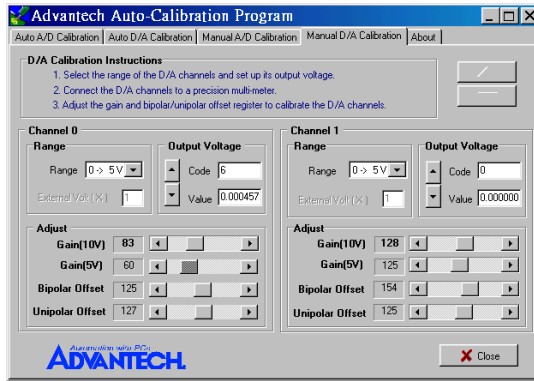 Advantech Auto-Calibration Program
Auto A/D Calibration Auto D/A Calibration Manual A/D Calibration Manual D/A Calibration About
D/A Calibration Instructions
1. Select the range of the D/A channels and set up its output voltage.
2. Connect the D/A channels to a precision multi-meter.
3. Adjust the gain and bipolar/unipolar offset register to calibrate the D/A channels.
Channel 0
Range
Range 0 -> 5 V
External Volt ( X ) 1
Output Voltage
Code 6
Value 0.000457
Adjust
Gain(10V) 83
Gain(5V) 60
Bipolar Offset 125
Unipolar Offset 127
Channel 1
Range
Range 0 -> 5 V
External Volt ( X ) 1
Output Voltage
Code 0
Value 0.000000
Adjust
Gain(10V) 128
Gain(5V) 125
Bipolar Offset 154
Unipolar Offset 125
Automation with PCs
ADVANTECH.
Close